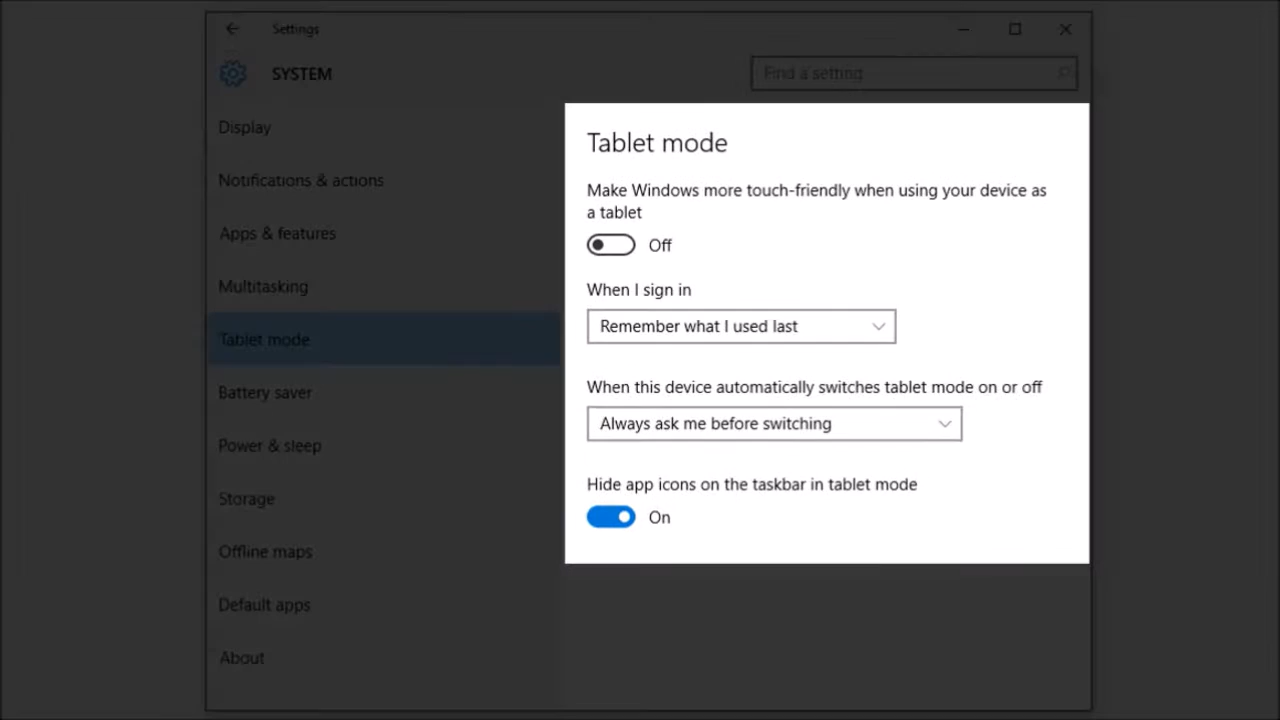 Settings
SYSTEM
Find a setting
Display
Notifications & actions
Apps & features
Multitasking
Tablet mode
Battery saver
Power & sleep
Storage
Offline maps
Default apps
About
Tablet mode
Make Windows more touch-friendly when using your device as
a tablet
Off
When I sign in
Remember what I used last
When this device automatically switches tablet mode on or off
Always ask me before switching
Hide app icons on the taskbar in tablet mode
On